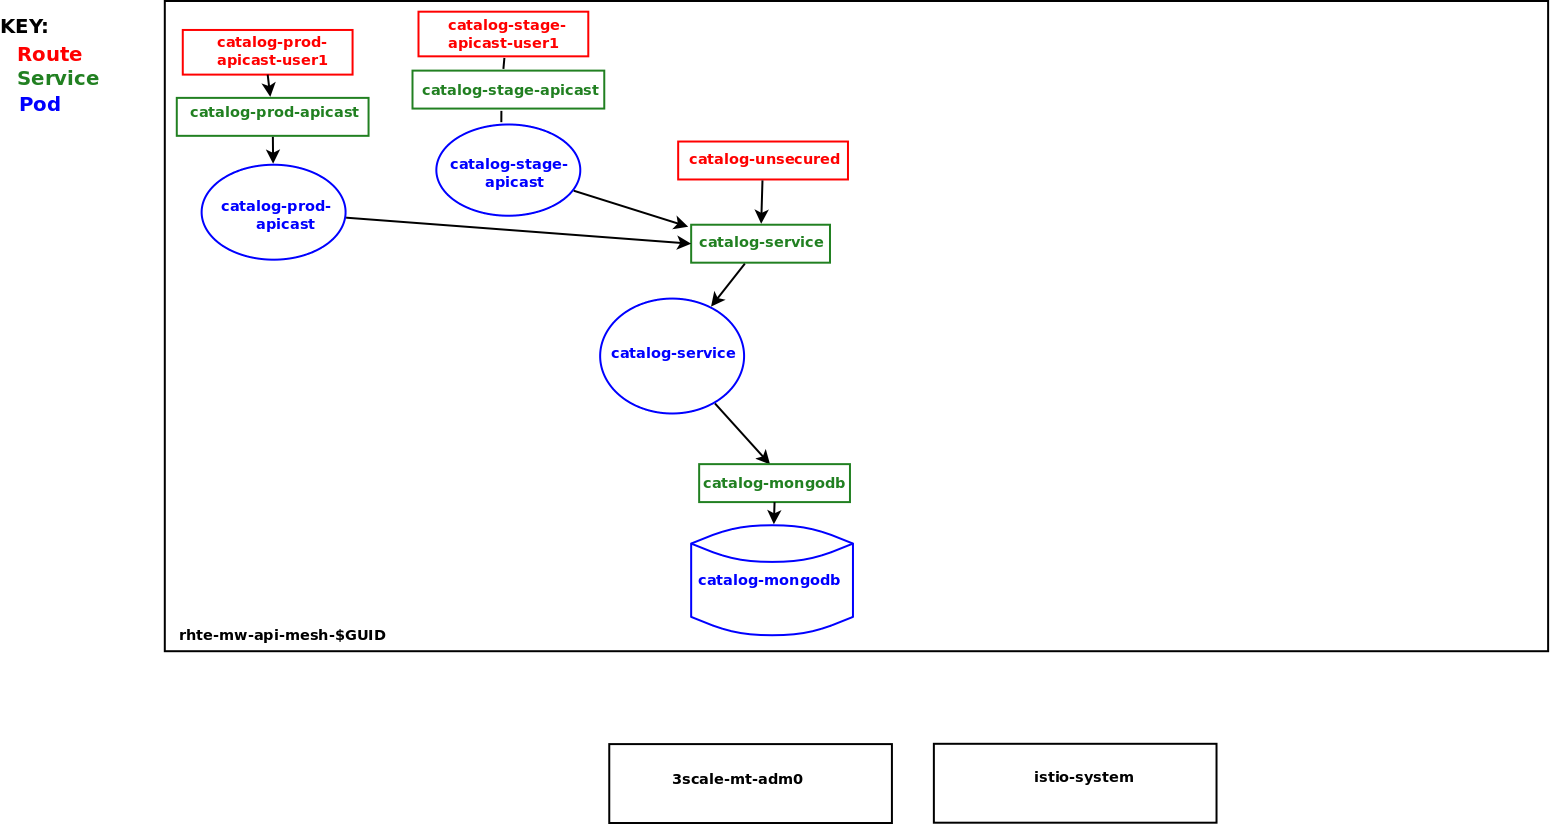 KEY:
Route
Service
Pod
catalog-prod-
apicast-user1
catalog-prod-apicast
catalog-prod-
apicast
catalog-stage-
apicast-user1
catalog-stage-apicast
catalog-stage-
apicast
catalog-unsecured
catalog-service
catalog-service
catalog-mongodb
catalog-mongodb
rhte-mw-api-mesh-$GUID
3scale-mt-adm0
istio-system